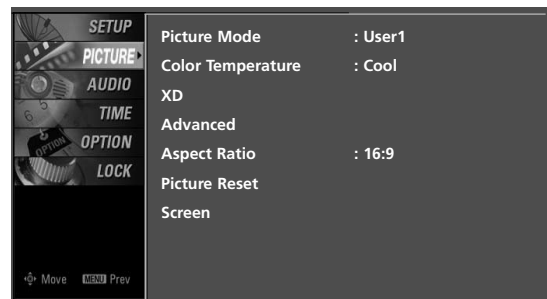 SETUP
PICTURE
AUDIO
TIME
OPTION
LOCK
Move MENU Prev
Picture Mode : User1
Color Temperature : Cool
XD
Advanced
Aspect Ratio : 16:9
Picture Reset
Screen